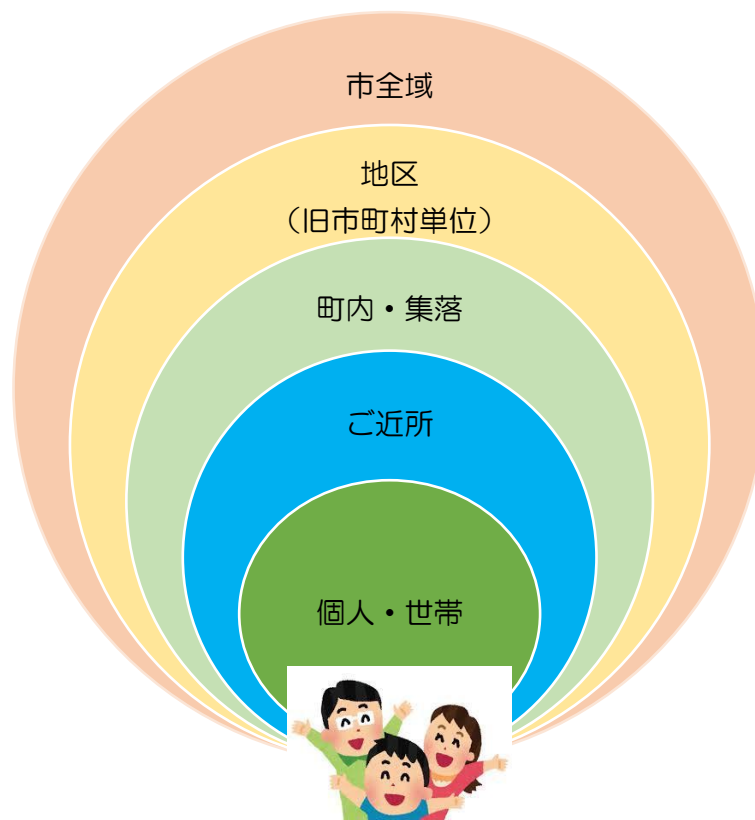 市全域
地区
（旧市町村単位）
町内・集落
ご近所
個人・世帯